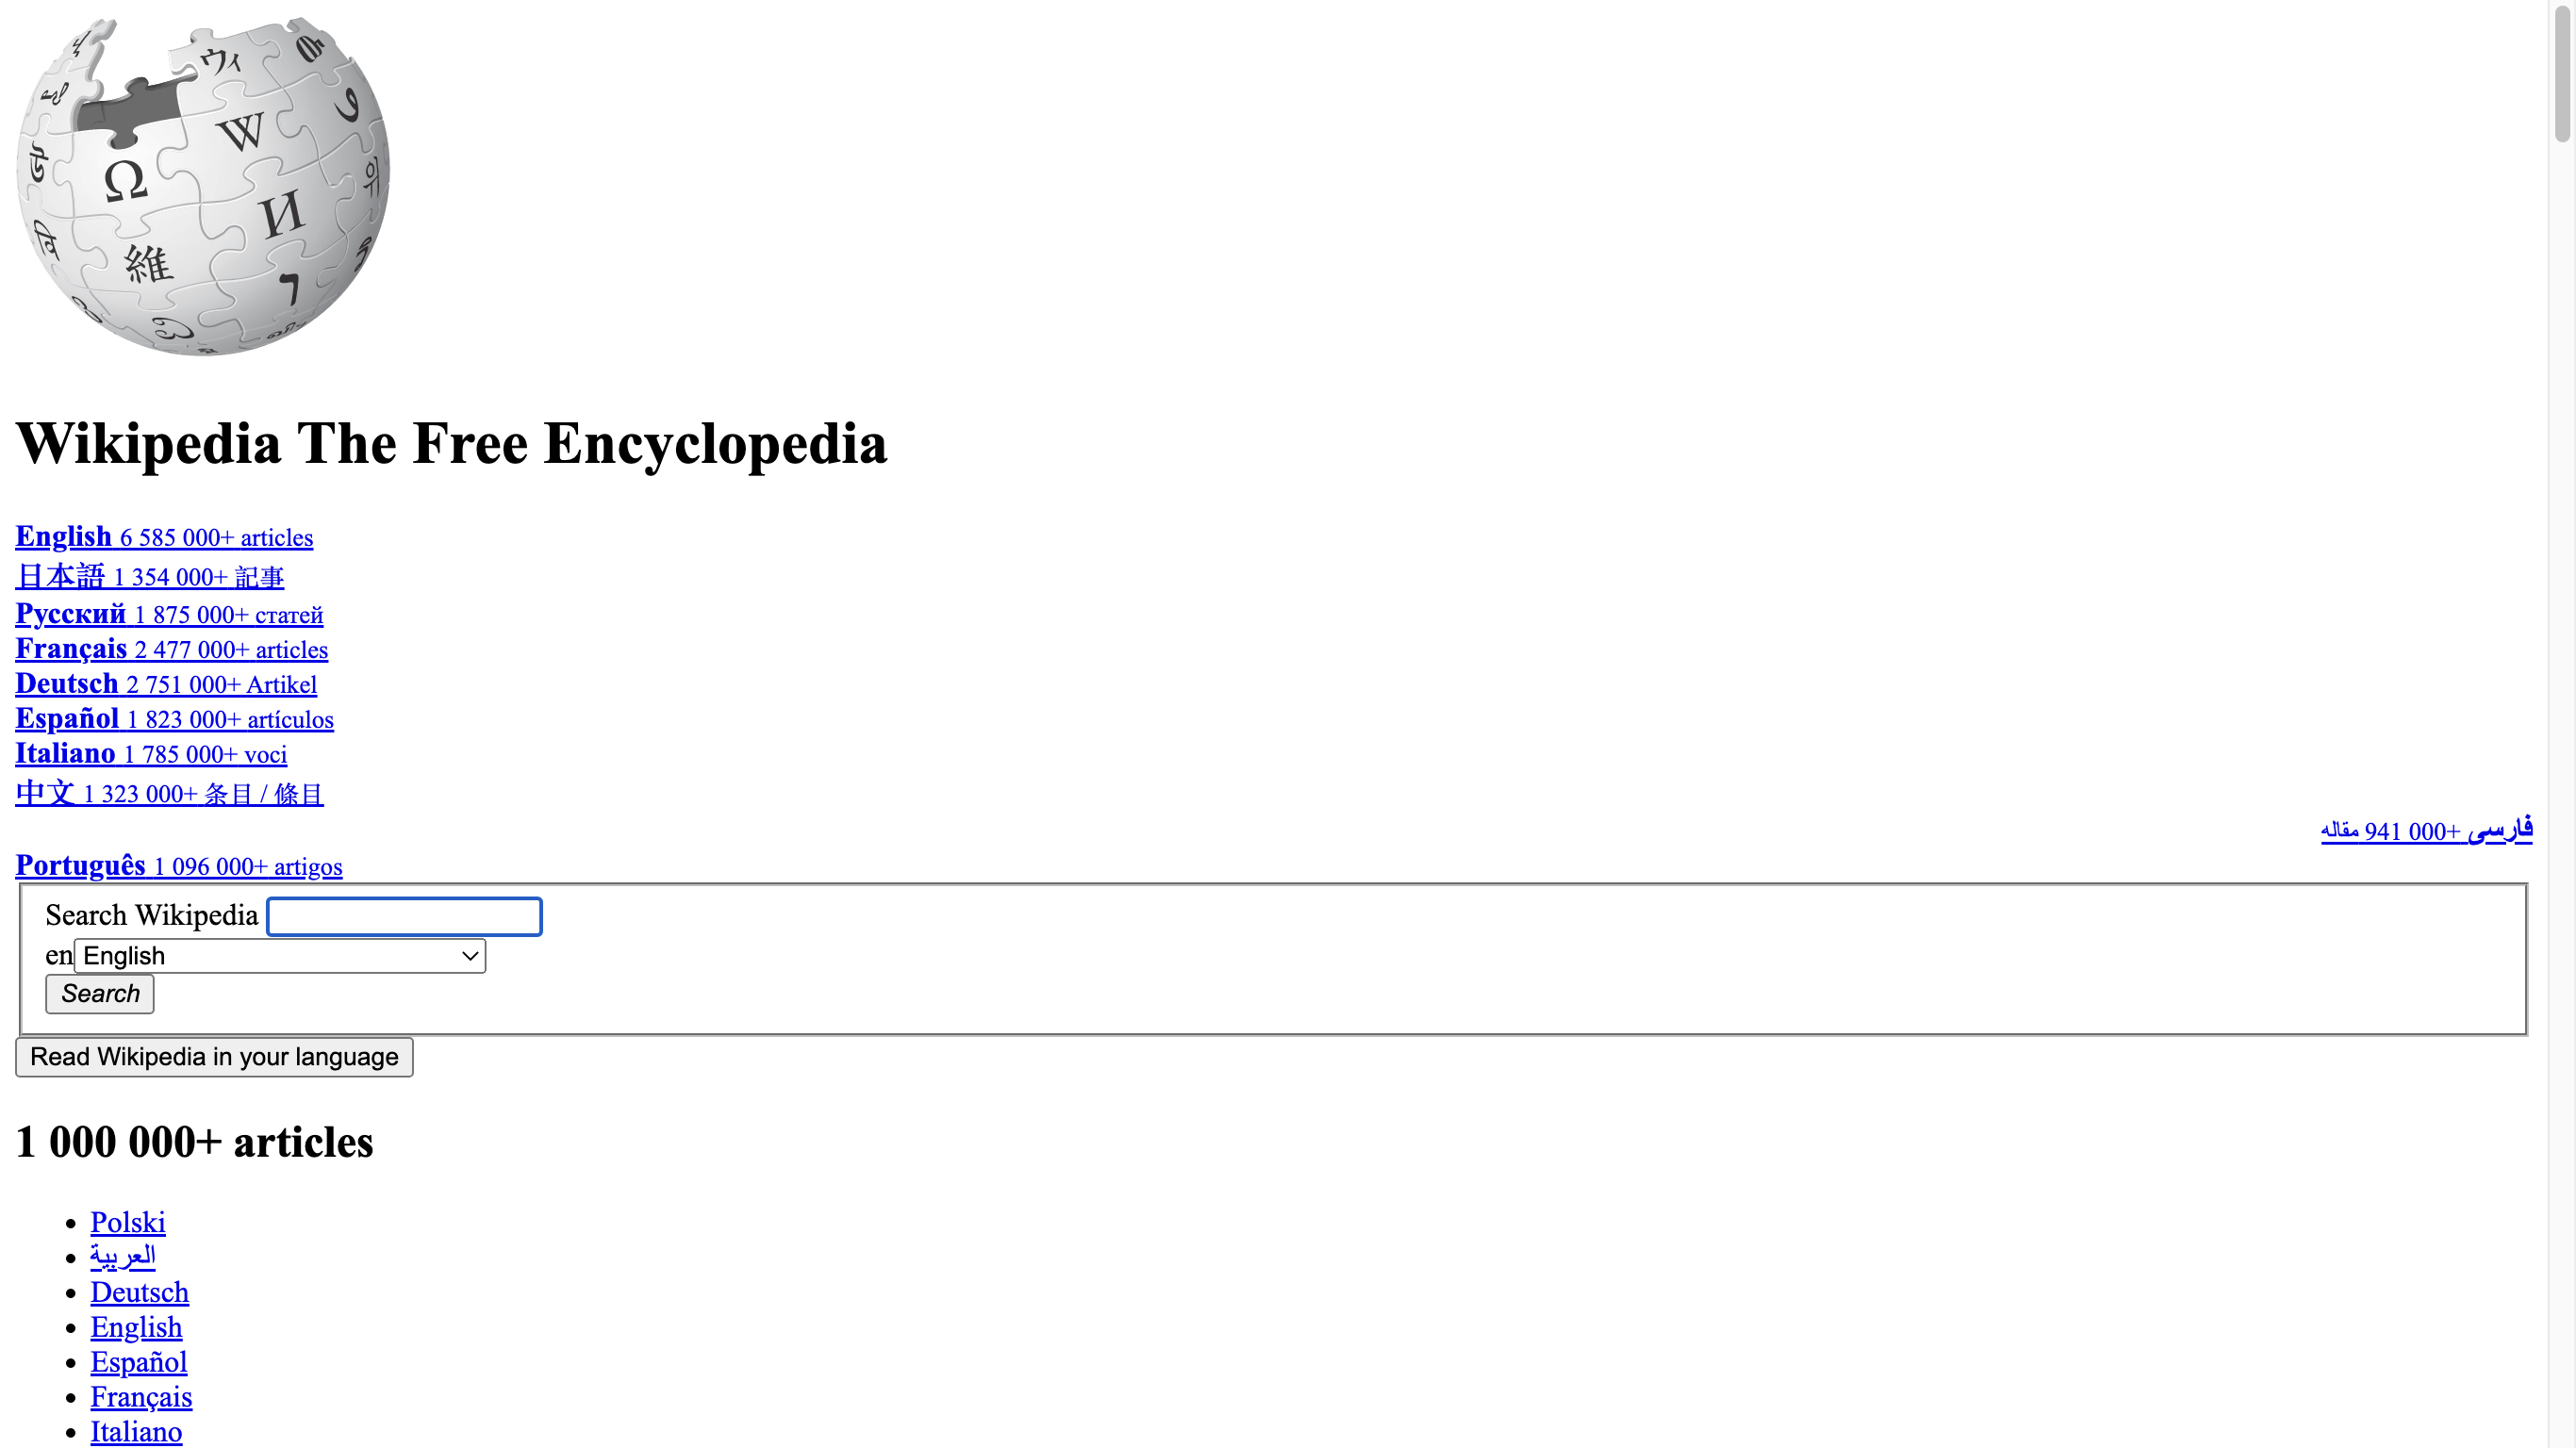 ウィ
W
Ω
И
維
Wikipedia The Free Encyclopedia
English 6 585 000+ articles
日本語 1 354 000+ 記事
Русский 1 875 000+ статей
Français 2 477 000+ articles
Deutsch 2 751 000+ Artikel
Español 1 823 000+ artículos
Italiano 1 785 000+ voci
中文 1 323 000+ 条目 / 條目
فارسی ‎941 000+‎ مقاله
Português 1 096 000+ artigos
Search Wikipedia
en English
Search
Read Wikipedia in your language
1 000 000+ articles
Polski
العربية
Deutsch
English
Español
Français
Italiano